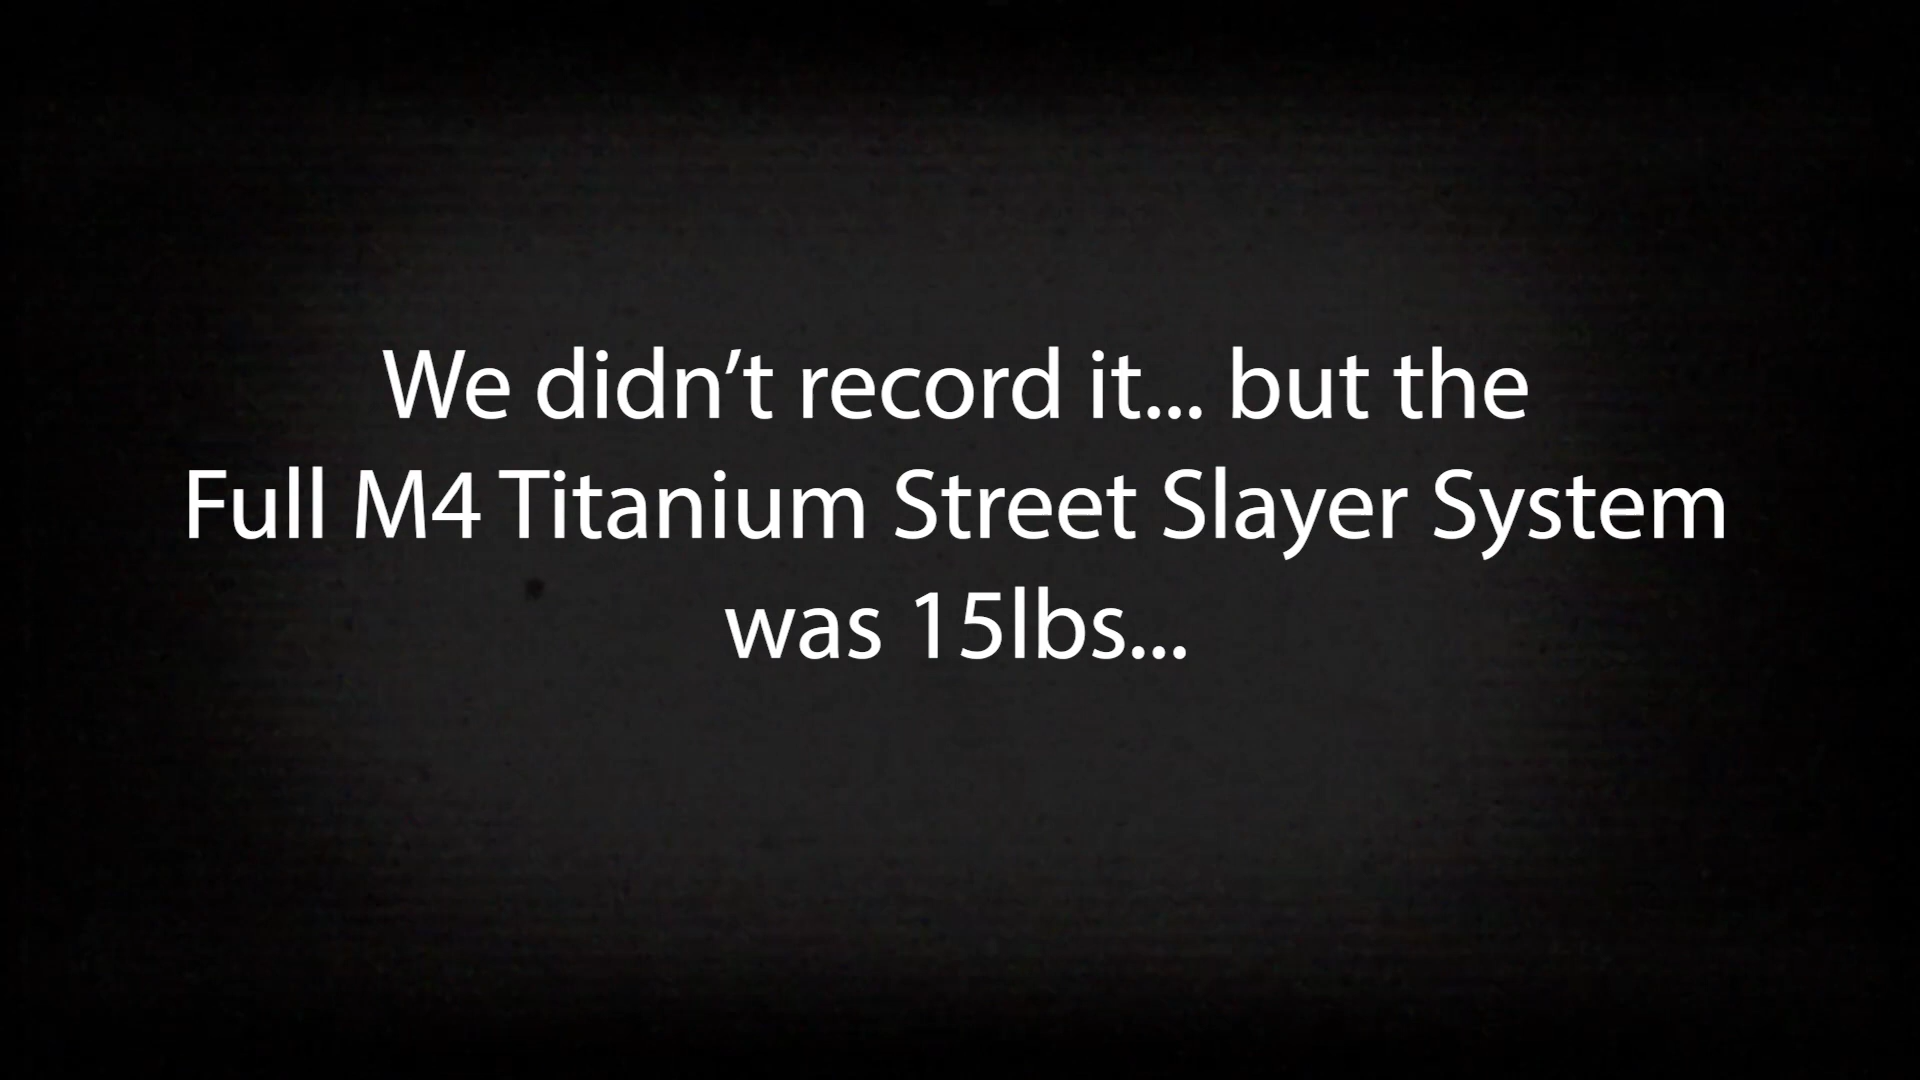 We didn’t record it... but the
Full M4 Titanium Street Slayer System
was 15lbs...